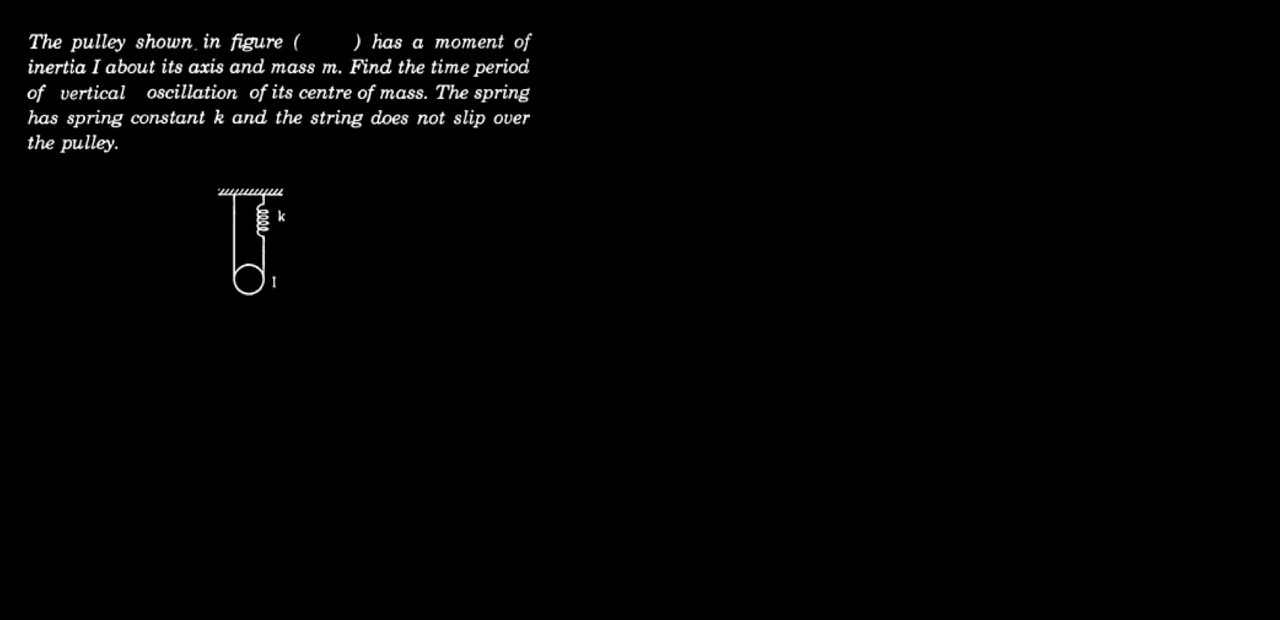 The pulley shown in figure (      ) has a moment of
inertia I about its axis and mass m. Find the time period
of vertical oscillation of its centre of mass. The spring
has spring constant k and the string does not slip over
the pulley.
k
I